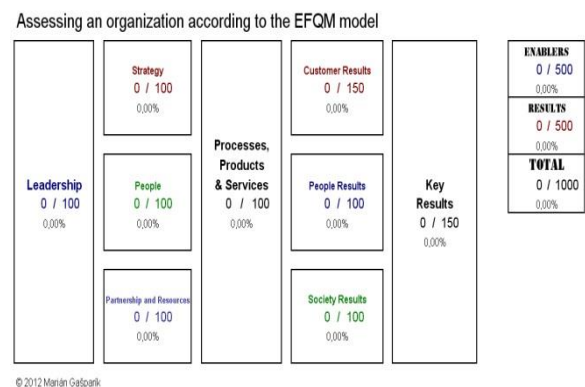 Assessing an organization according to the EFQM model
Leadership
0 / 100
0,00%
Strategy
0 / 100
0,00%
People
0 / 100
0,00%
Partnership and Resources
0 / 100
0,00%
Processes,
Products
& Services
0 / 100
0,00%
Customer Results
0 / 150
0,00%
People Results
0 / 100
0,00%
Society Results
0 / 100
0,00%
Key
Results
0 / 150
0,00%
ENABLERS
0 / 500
0,00%
RESULTS
0 / 500
0,00%
TOTAL
0 / 1000
0,00%
© 2012 Marián Gašparík